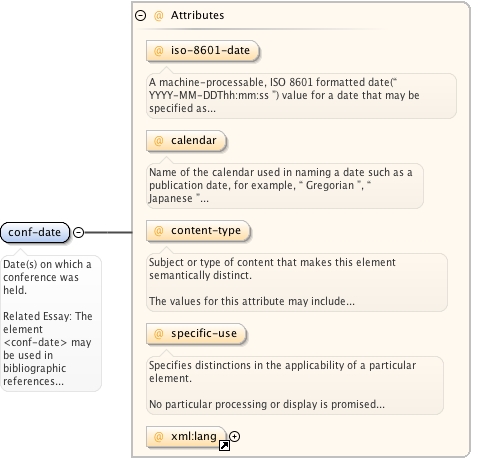 Attributes
@ iso-8601-date
A machine-processable, ISO 8601 formatted date(“
YYYY-MM-DDThh:mm:ss ”) value for a date that may be
specified as...
@ calendar
Name of the calendar used in naming a date such as a
publication date, for example, “ Gregorian ”, “
Japanese ”...
@ content-type
Subject or type of content that makes this element
semantically distinct.
The values for this attribute may include...
@ specific-use
Specifies distinctions in the applicability of a particular
element.
No particular processing or display is promised...
@ xml:lang
conf-date
Date(s) on which a
conference was
held.
Related Essay: The
element
<conf-date> may
be used in
bibliographic
references...